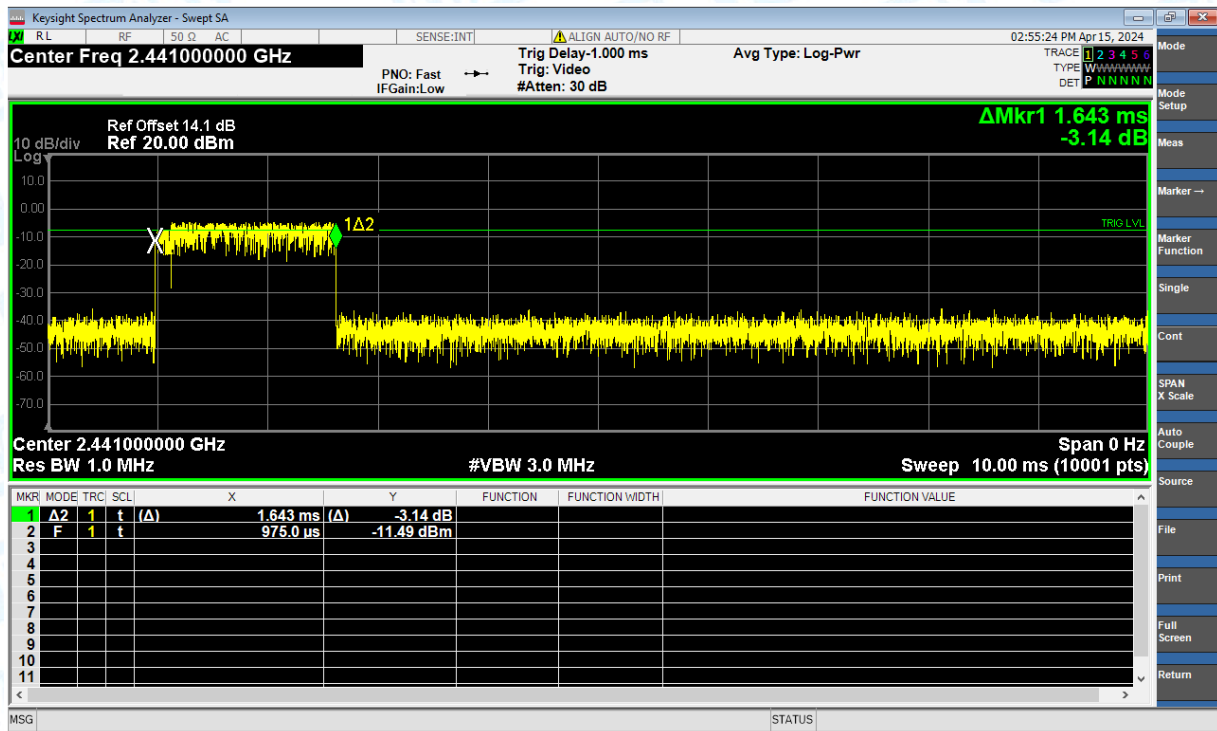 Keysight Spectrum Analyzer - Swept SA
LXI RL RF 50 Ω AC SENSE:INT ALIGN AUTO/NO RF 02:55:24 PM Apr 15, 2024
Center Freq 2.441000000 GHz
PNO: Fast
IFGain:Low
Trig Delay-1.000 ms
Trig: Video
#Atten: 30 dB
Avg Type: Log-Pwr
TRACE 1 2 3 4 5 6
TYPE WWWWWW
DET P N N N N N
Ref Offset 14.1 dB
10 dB/div Ref 20.00 dBm
Log
ΔMkr1 1.643 ms
-3.14 dB
10.0
0.00
-10.0
-20.0
-30.0
-40.0
-50.0
-60.0
-70.0
1Δ2
TRIG LVL
Center 2.441000000 GHz Span 0 Hz
Res BW 1.0 MHz #VBW 3.0 MHz Sweep 10.00 ms (10001 pts)
MKR MODE TRC SCL X Y FUNCTION FUNCTION WIDTH FUNCTION VALUE
1 Δ2 1 t (Δ) 1.643 ms (Δ) -3.14 dB
2 F 1 t 975.0 µs -11.49 dBm
3
4
5
6
7
8
9
10
11
MSG STATUS
Mode
Mode
Setup
Meas
Marker →
Marker
Function
Single
Cont
SPAN
X Scale
Auto
Couple
Source
File
Print
Full
Screen
Return